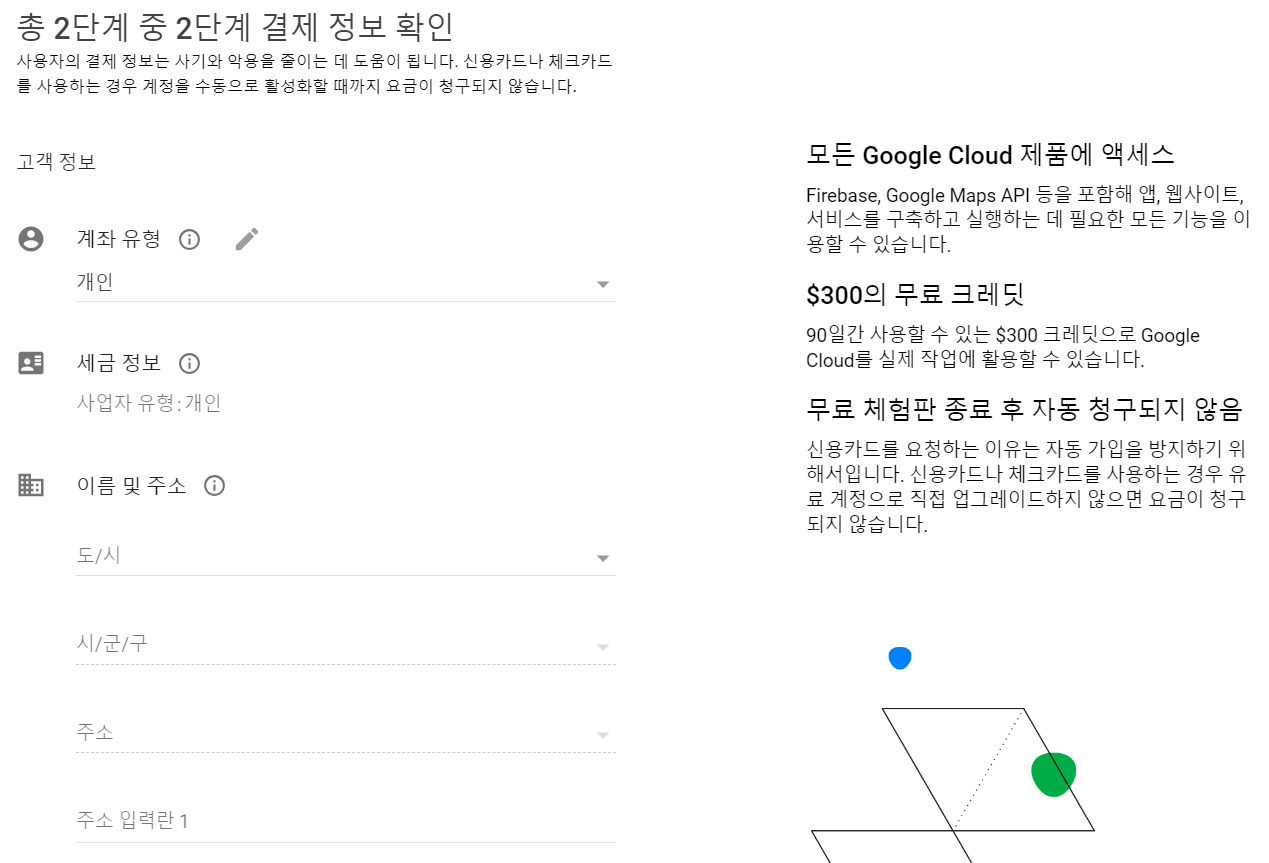 총 2단계 중 2단계 결제 정보 확인
사용자의 결제 정보는 사기와 악용을 줄이는 데 도움이 됩니다. 신용카드나 체크카드
를 사용하는 경우 계정을 수동으로 활성화할 때까지 요금이 청구되지 않습니다.
고객 정보
계좌 유형
개인
세금 정보
사업자 유형: 개인
이름 및 주소
도/시
시/군/구
주소
주소 입력란 1
모든 Google Cloud 제품에 액세스
Firebase, Google Maps API 등을 포함해 앱, 웹사이트,
서비스를 구축하고 실행하는 데 필요한 모든 기능을 이
용할 수 있습니다.
$300의 무료 크레딧
90일간 사용할 수 있는 $300 크레딧으로 Google
Cloud를 실제 작업에 활용할 수 있습니다.
무료 체험판 종료 후 자동 청구되지 않음
신용카드를 요청하는 이유는 자동 가입을 방지하기 위
해서입니다. 신용카드나 체크카드를 사용하는 경우 유
료 계정으로 직접 업그레이드하지 않으면 요금이 청구
되지 않습니다.